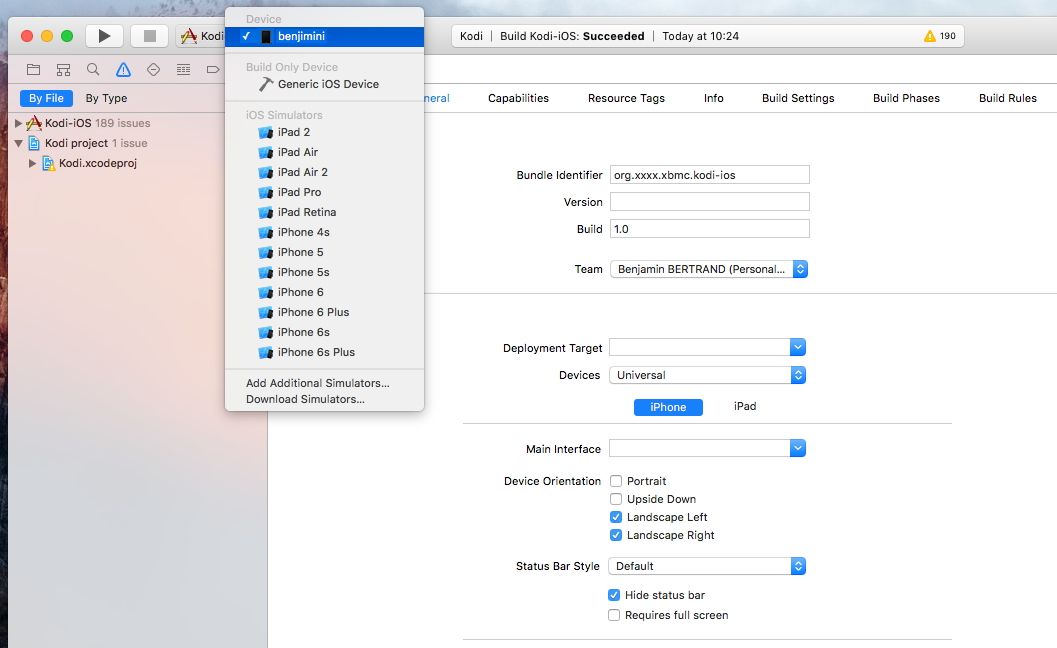 Device
Kodi
✓ benjimini
Kodi | Build Kodi-iOS: Succeeded | Today at 10:24
190
Build Only Device
Generic iOS Device
By File By Type
neral Capabilities Resource Tags Info Build Settings Build Phases Build Rules
iOS Simulators
Kodi-iOS 189 issues
Kodi project 1 issue
Kodi.xcodeproj
iPad 2
iPad Air
iPad Air 2
iPad Pro
iPad Retina
iPhone 4s
iPhone 5
iPhone 5s
iPhone 6
iPhone 6 Plus
iPhone 6s
iPhone 6s Plus
Add Additional Simulators...
Download Simulators...
Bundle Identifier org.xxxx.xbmc.kodi-ios
Version
Build 1.0
Team Benjamin BERTRAND (Personal...
Deployment Target
Devices Universal
iPhone iPad
Main Interface
Device Orientation Portrait
Upside Down
Landscape Left
Landscape Right
Status Bar Style Default
Hide status bar
Requires full screen